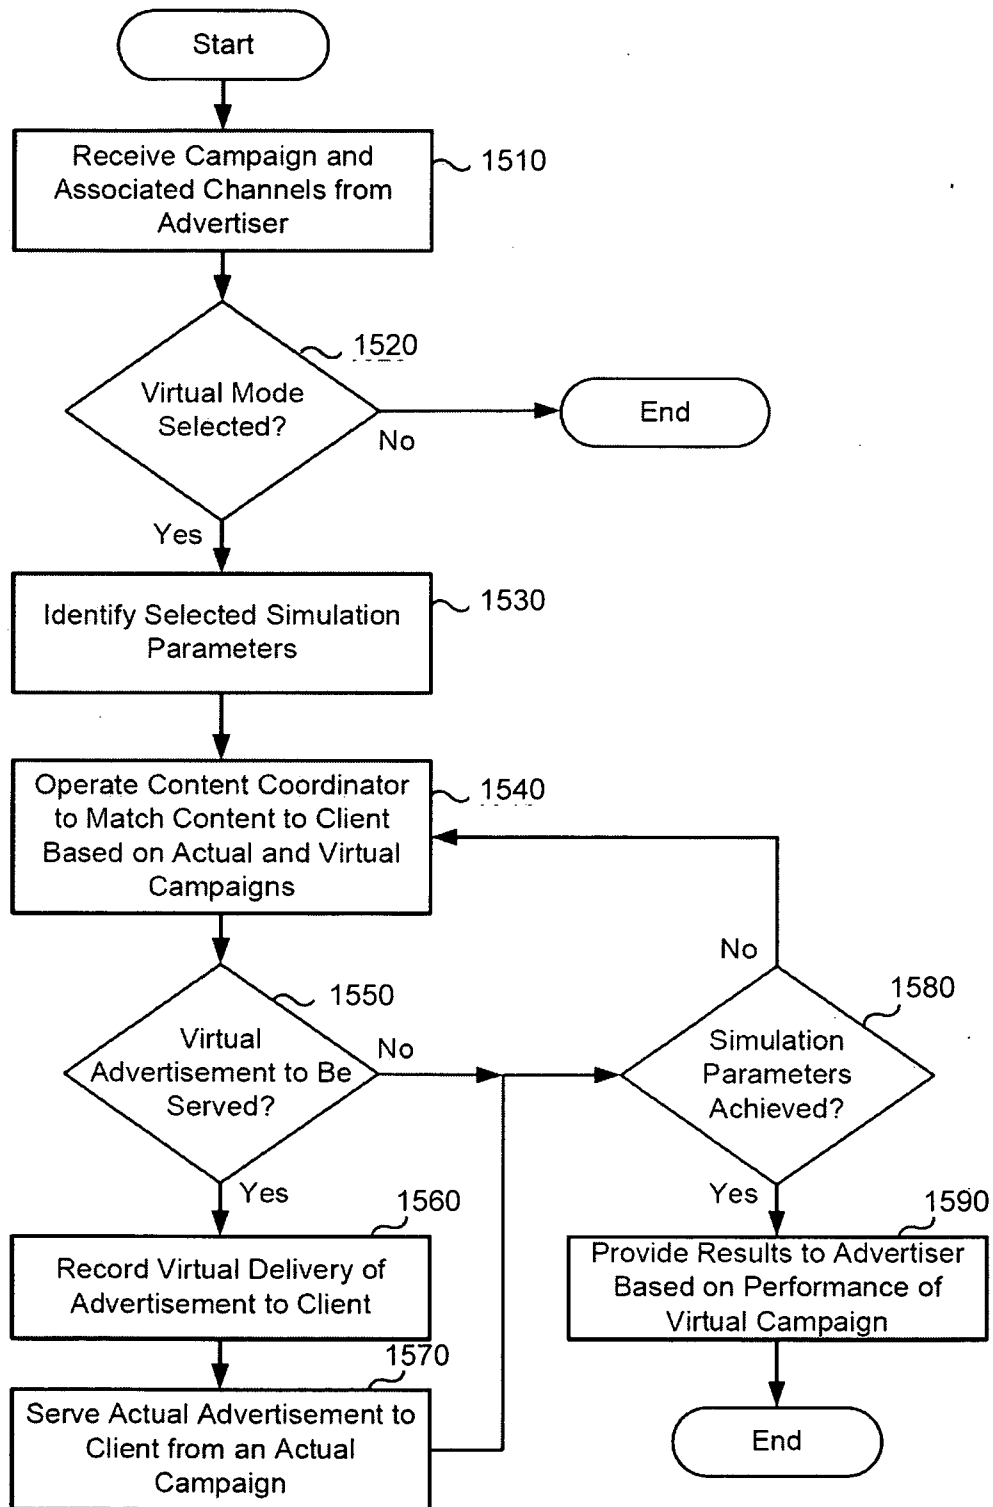 Start
Receive Campaign and
Associated Channels from
Advertiser
1510
1520
Virtual Mode
Selected?
No
End
Yes
Identify Selected Simulation
Parameters
1530
Operate Content Coordinator
to Match Content to Client
Based on Actual and Virtual
Campaigns
1540
1550
Virtual
Advertisement to Be
Served?
No
Yes
1560
Record Virtual Delivery of
Advertisement to Client
1570
Serve Actual Advertisement to
Client from an Actual
Campaign
No
1580
Simulation
Parameters
Achieved?
Yes
1590
Provide Results to Advertiser
Based on Performance of
Virtual Campaign
End